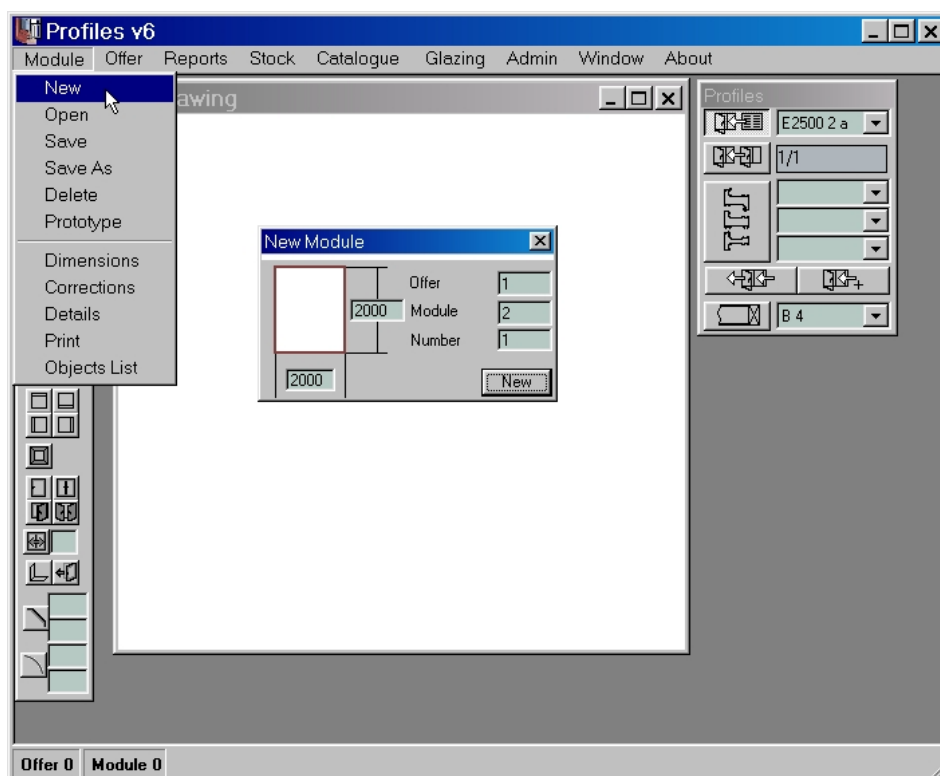 Profiles v6
Module Offer Reports Stock Catalogue Glazing Admin Window About
New
Open
Save
Save As
Delete
Prototype
Dimensions
Corrections
Details
Print
Objects List
awing
New Module
2000
2000
Offer 1
Module 2
Number 1
New
Profiles
E2500 2 a
1/1
B 4
Offer 0 Module 0